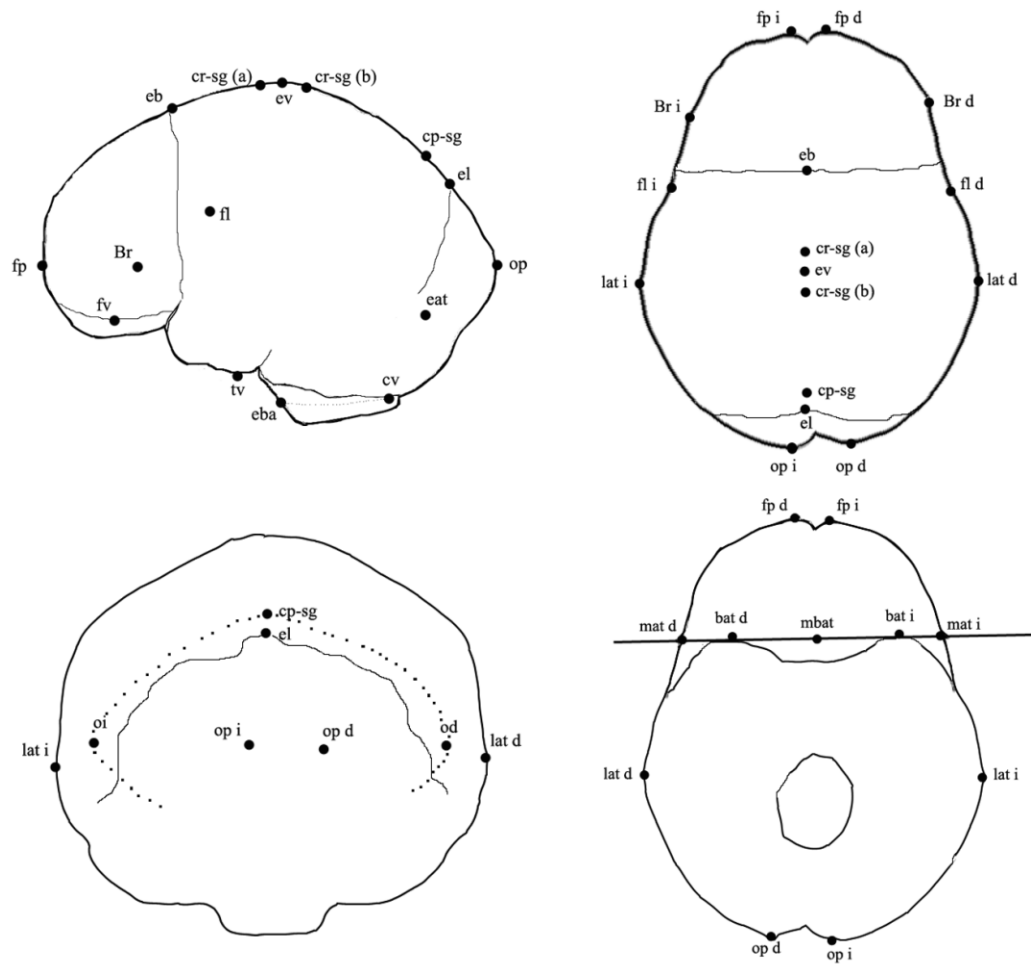 cr-sg (a)
ev
cr-sg (b)
eb
cp-sg
el
fl
Br
fp
op
fv
eat
tv
cv
eba
fp i
fp d
Br i
Br d
eb
fl i
fl d
cr-sg (a)
ev
cr-sg (b)
lat i
lat d
cp-sg
el
op i
op d
cp-sg
el
oi
op i
op d
od
lat i
lat d
fp d
fp i
mat d
bat d
mbat
bat i
mat i
lat d
lat i
op d
op i